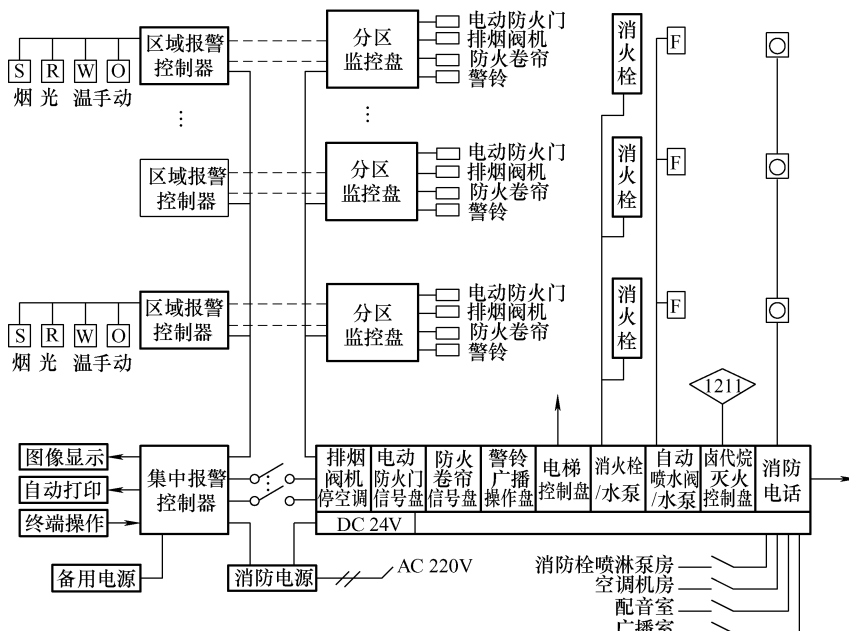 区域报警
控制器
分区
监控盘
电动防火门
排烟阀机
防火卷帘
警铃
消
火
栓
F
S
R
W
O
烟
光
温
手动
区域报警
控制器
分区
监控盘
电动防火门
排烟阀机
防火卷帘
警铃
消
火
栓
F
区域报警
控制器
分区
监控盘
电动防火门
排烟阀机
防火卷帘
警铃
消
火
栓
F
S
R
W
O
烟
光
温
手动
1211
图像显示
自动打印
终端操作
集中报警
控制器
备用电源
消防电源
AC 220V
排烟
阀机
停空调
电动
防火门
信号盘
防火
卷帘
信号盘
警铃
广播
操作盘
电梯
控制盘
消火栓
/水泵
自动
喷水阀
/水泵
卤代烷
灭火
控制盘
消防
电话
DC 24V
消防栓喷淋泵房
空调机房
配音室
广播室